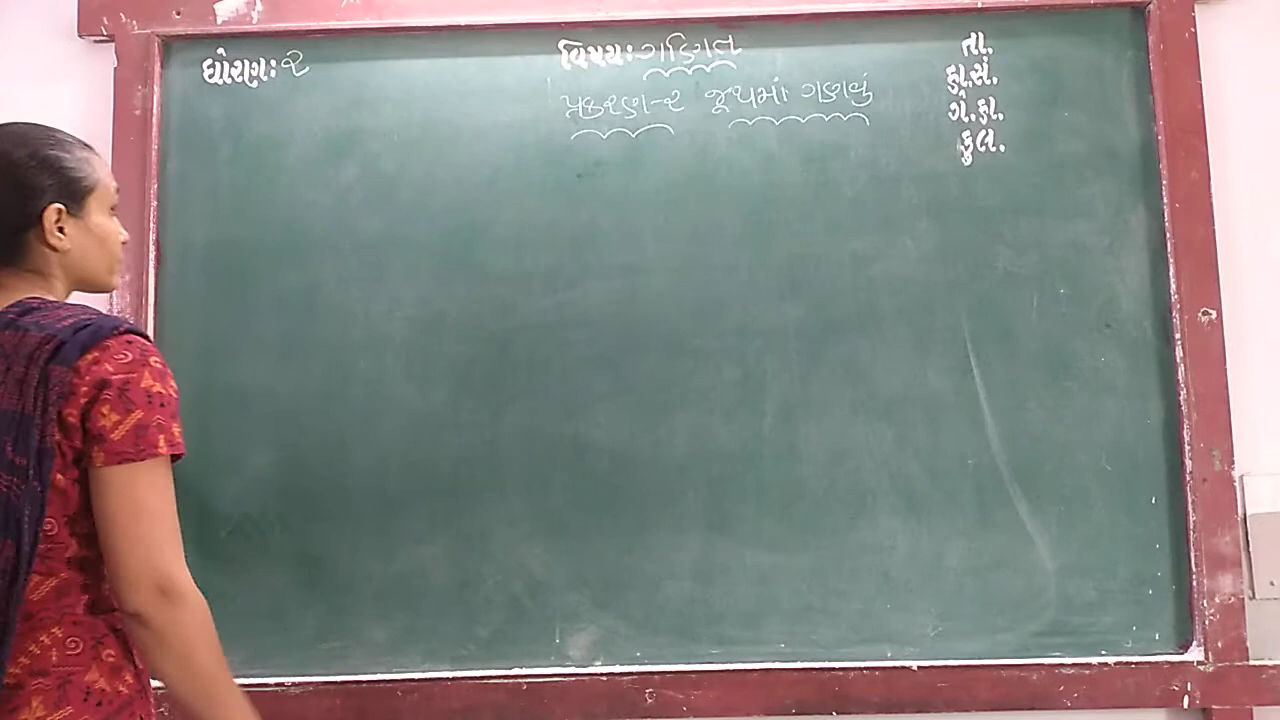 ધોરણ: ૨
વિષય: ગણિત
પ્રકરણ-૨ જૂથમાં ગણવું
તા.
હા.સં.
ગે.હા.
કુલ.